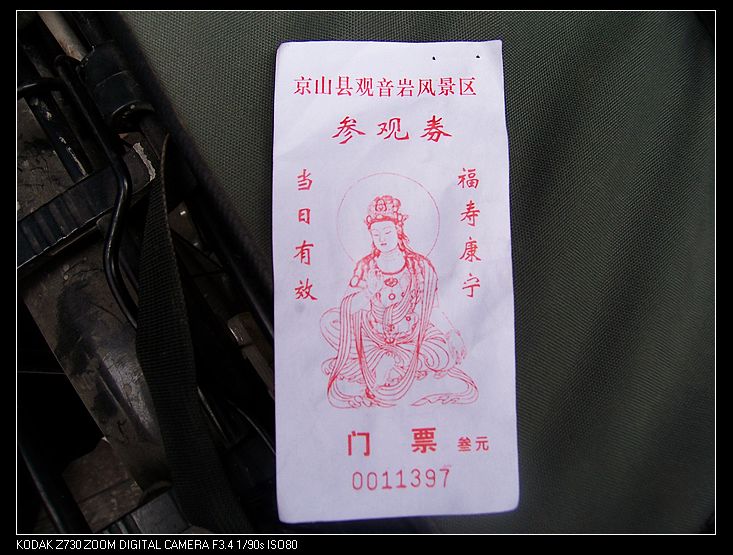 京山县观音岩风景区
参观券
福寿康宁
当日有效
门票 叁元
0011397
KODAK Z730 ZOOM DIGITAL CAMERA F3.4 1/90s ISO80